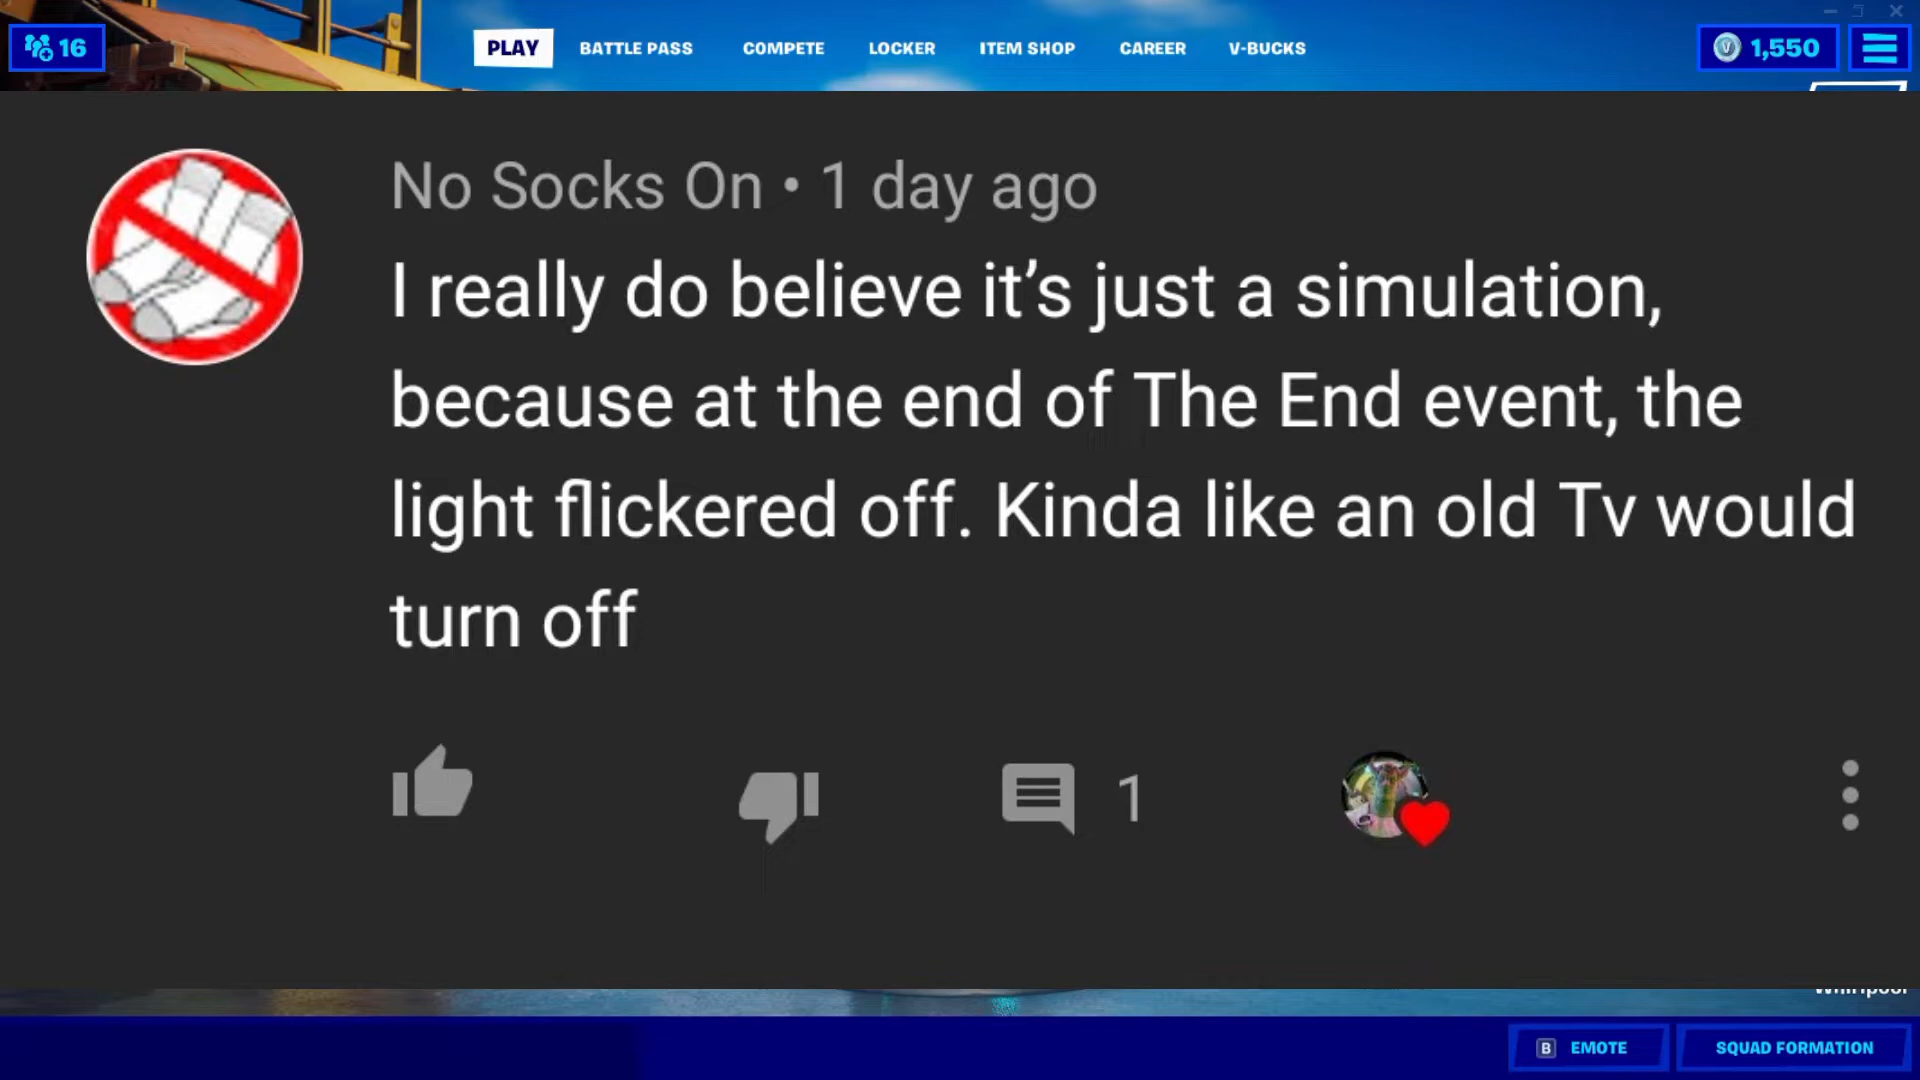 16
PLAY BATTLE PASS COMPETE LOCKER ITEM SHOP CAREER V-BUCKS
1,550
No Socks On • 1 day ago
I really do believe it’s just a simulation,
because at the end of The End event, the
light flickered off. Kinda like an old Tv would
turn off
1
B EMOTE SQUAD FORMATION